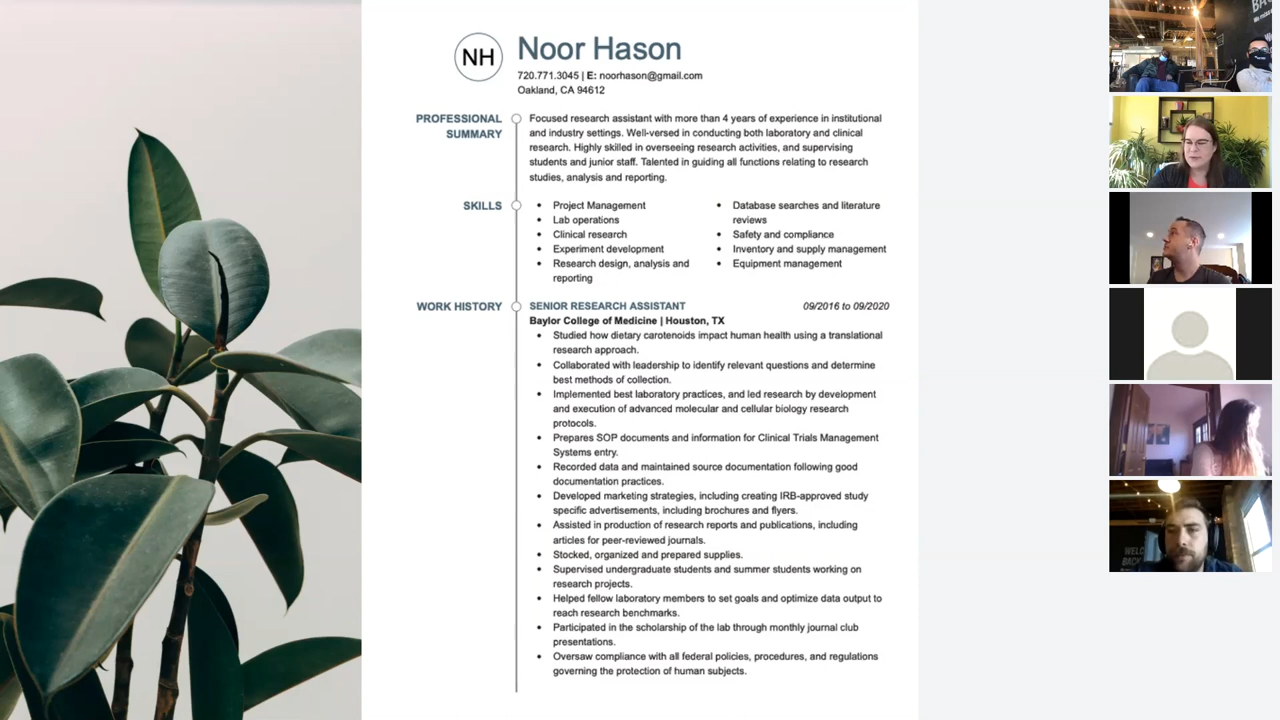 NH
Noor Hason
720.771.3045 | E: noorhason@gmail.com
Oakland, CA 94612
PROFESSIONAL
SUMMARY
Focused research assistant with more than 4 years of experience in institutional
and industry settings. Well-versed in conducting both laboratory and clinical
research. Highly skilled in overseeing research activities, and supervising
students and junior staff. Talented in guiding all functions relating to research
studies, analysis and reporting.
SKILLS
• Project Management
• Lab operations
• Clinical research
• Experiment development
• Research design, analysis and
reporting
• Database searches and literature
reviews
• Safety and compliance
• Inventory and supply management
• Equipment management
WORK HISTORY
SENIOR RESEARCH ASSISTANT 09/2016 to 09/2020
Baylor College of Medicine | Houston, TX
• Studied how dietary carotenoids impact human health using a translational
research approach.
• Collaborated with leadership to identify relevant questions and determine
best methods of collection.
• Implemented best laboratory practices, and led research by development
and execution of advanced molecular and cellular biology research
protocols.
• Prepares SOP documents and information for Clinical Trials Management
Systems entry.
• Recorded data and maintained source documentation following good
documentation practices.
• Developed marketing strategies, including creating IRB-approved study
specific advertisements, including brochures and flyers.
• Assisted in production of research reports and publications, including
articles for peer-reviewed journals.
• Stocked, organized and prepared supplies.
• Supervised undergraduate students and summer students working on
research projects.
• Helped fellow laboratory members to set goals and optimize data output to
reach research benchmarks.
• Participated in the scholarship of the lab through monthly journal club
presentations.
• Oversaw compliance with all federal policies, procedures, and regulations
governing the protection of human subjects.
BACK